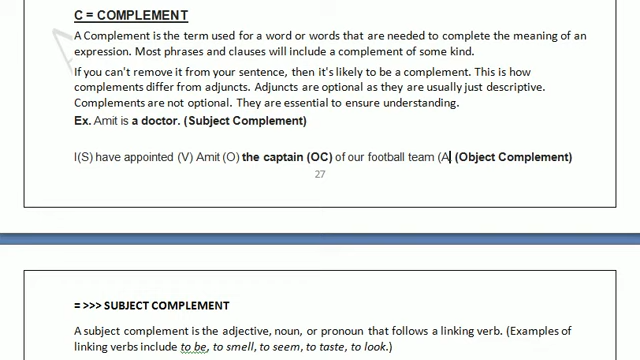 C = COMPLEMENT
A Complement is the term used for a word or words that are needed to complete the meaning of an
expression. Most phrases and clauses will include a complement of some kind.
If you can't remove it from your sentence, then it's likely to be a complement. This is how
complements differ from adjuncts. Adjuncts are optional as they are usually just descriptive.
Complements are not optional. They are essential to ensure understanding.
Ex. Amit is a doctor. (Subject Complement)
I(S) have appointed (V) Amit (O) the captain (OC) of our football team (A (Object Complement)
27
= >>> SUBJECT COMPLEMENT
A subject complement is the adjective, noun, or pronoun that follows a linking verb. (Examples of
linking verbs include to be, to smell, to seem, to taste, to look.)